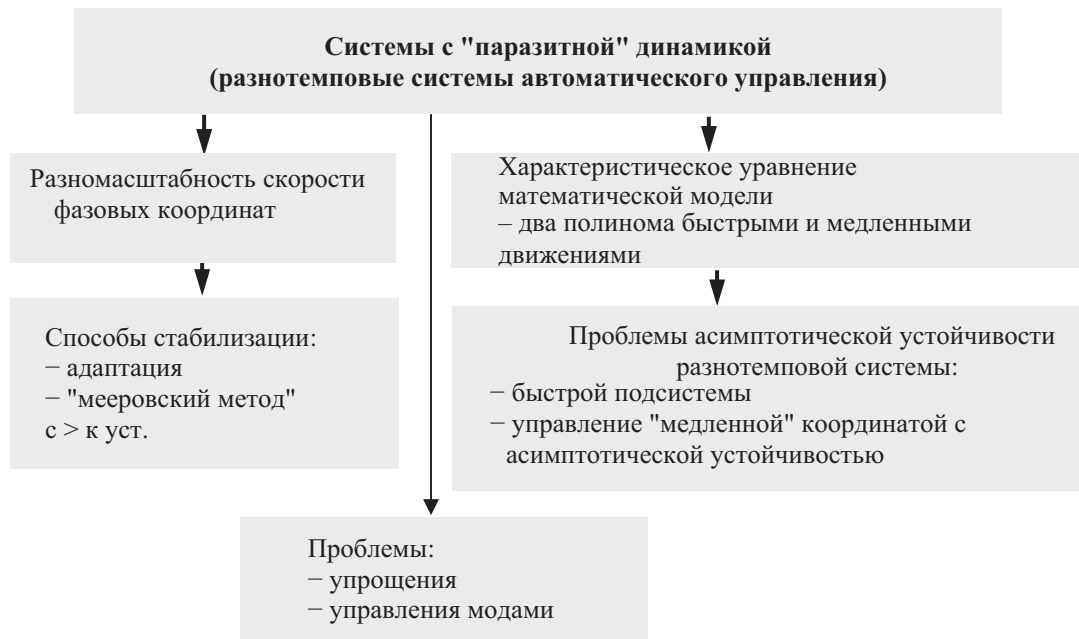 Системы с "паразитной" динамикой
(разнотемповые системы автоматического управления)
Разномасштабность скорости
фазовых координат
Характеристическое уравнение
математической модели
– два полинома быстрыми и медленными
движениями
Способы стабилизации:
− адаптация
− "мееровский метод"
с > к уст.
Проблемы асимптотической устойчивости
разнотемповой системы:
− быстрой подсистемы
− управление "медленной" координатой с
асимптотической устойчивостью
Проблемы:
− упрощения
− управления модами